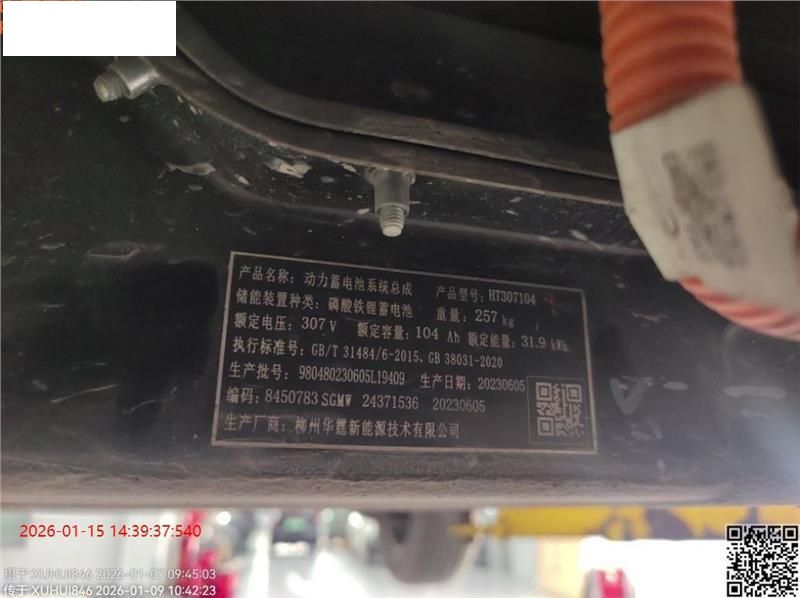 产品名称: 动力蓄电池系统总成 产品型号: HT307104
储能装置种类: 磷酸铁锂蓄电池 重量: 257 kg
额定电压: 307 V 额定容量: 104 Ah 额定能量: 31.9 kWh
执行标准号: GB/T 31484/6-2015、GB 38031-2020
生产批号: 980480230605L19409 生产日期: 20230605
编码: 8450783 SGMW 24371536 20230605
生产厂商: 柳州华霆新能源技术有限公司
2026-01-15 14:39:37:540
摄于 XUHUI846 2026-01-07 09:45:03
传于 XUHUI846 2026-01-09 10:42:23